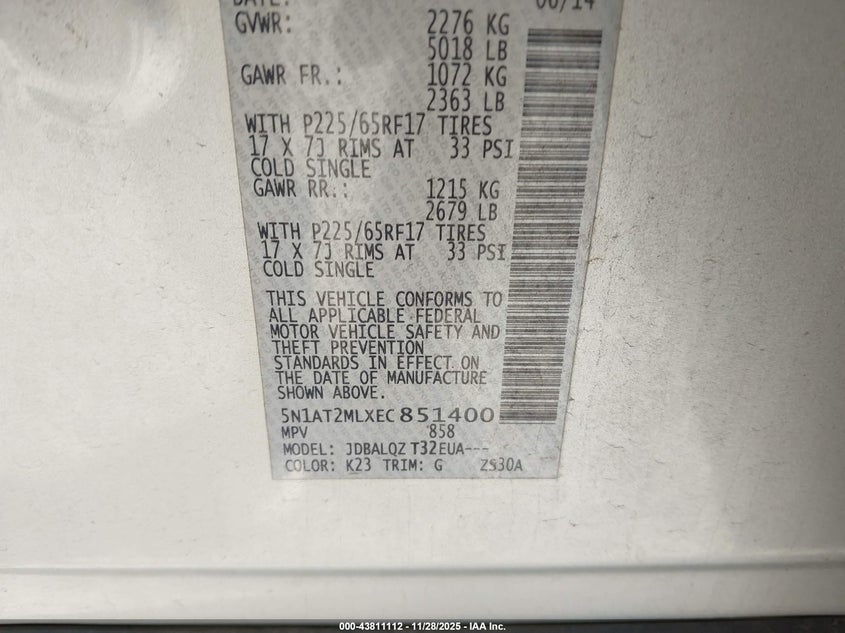 DATE: 06/14
GVWR: 2276 KG
5018 LB
GAWR FR.: 1072 KG
2363 LB
WITH P225/65RF17 TIRES
17 X 7J RIMS AT 33 PSI
COLD SINGLE
GAWR RR.: 1215 KG
2679 LB
WITH P225/65RF17 TIRES
17 X 7J RIMS AT 33 PSI
COLD SINGLE
THIS VEHICLE CONFORMS TO
ALL APPLICABLE FEDERAL
MOTOR VEHICLE SAFETY AND
THEFT PREVENTION
STANDARDS IN EFFECT ON
THE DATE OF MANUFACTURE
SHOWN ABOVE.
5N1AT2MLXEC851400
MPV 858
MODEL: JDBALQZ T32EUA---
COLOR: K23 TRIM: G ZS30A
000-43811112 - 11/28/2025 - IAA Inc.